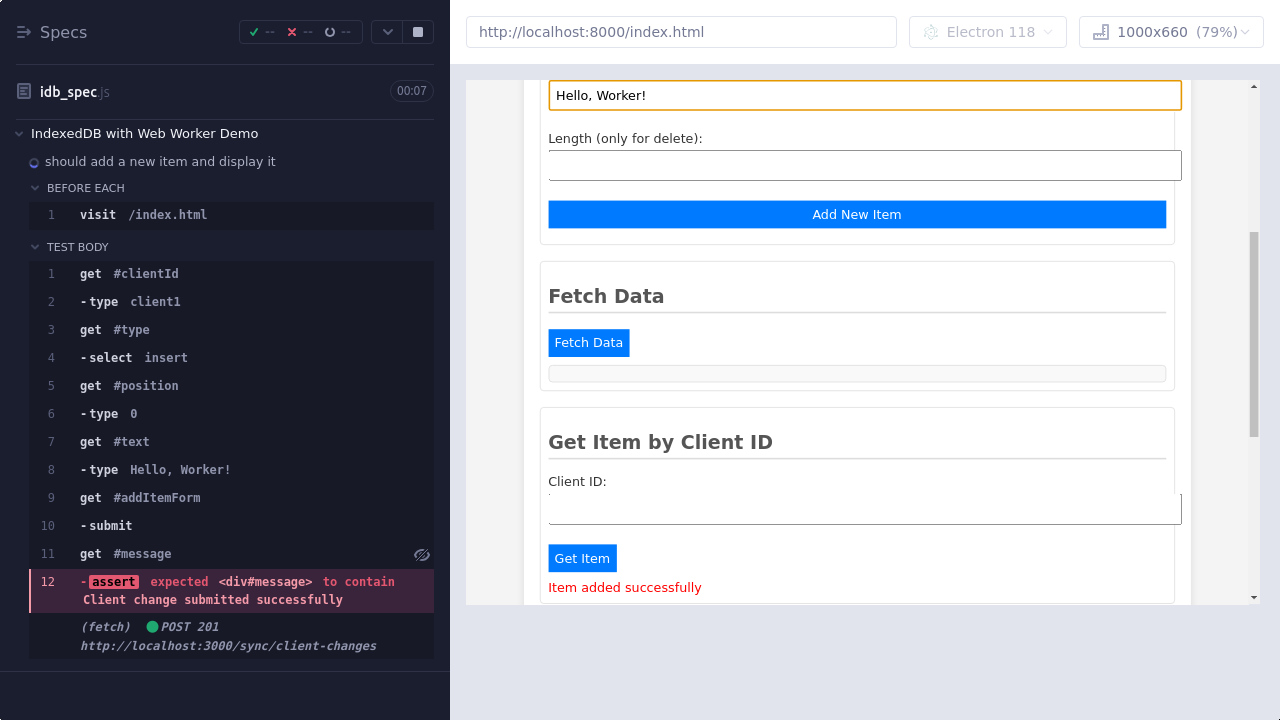 Specs
-- -- --
idb_spec.js
00:07
IndexedDB with Web Worker Demo
should add a new item and display it
BEFORE EACH
1 visit /index.html
TEST BODY
1 get #clientId
2 -type client1
3 get #type
4 -select insert
5 get #position
6 -type 0
7 get #text
8 -type Hello, Worker!
9 get #addItemForm
10 -submit
11 get #message
12 -assert expected <div#message> to contain
Client change submitted successfully
(fetch) POST 201
http://localhost:3000/sync/client-changes
http://localhost:8000/index.html
Electron 118
1000x660 (79%)
Hello, Worker!
Length (only for delete):
Add New Item
Fetch Data
Fetch Data
Get Item by Client ID
Client ID:
Get Item
Item added successfully